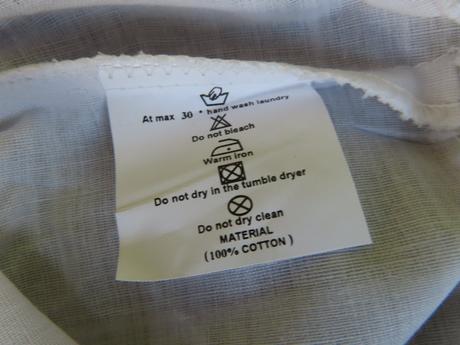 At max 30 ° hand wash laundry
Do not bleach
Warm iron
Do not dry in the tumble dryer
Do not dry clean
MATERIAL
(100% COTTON)